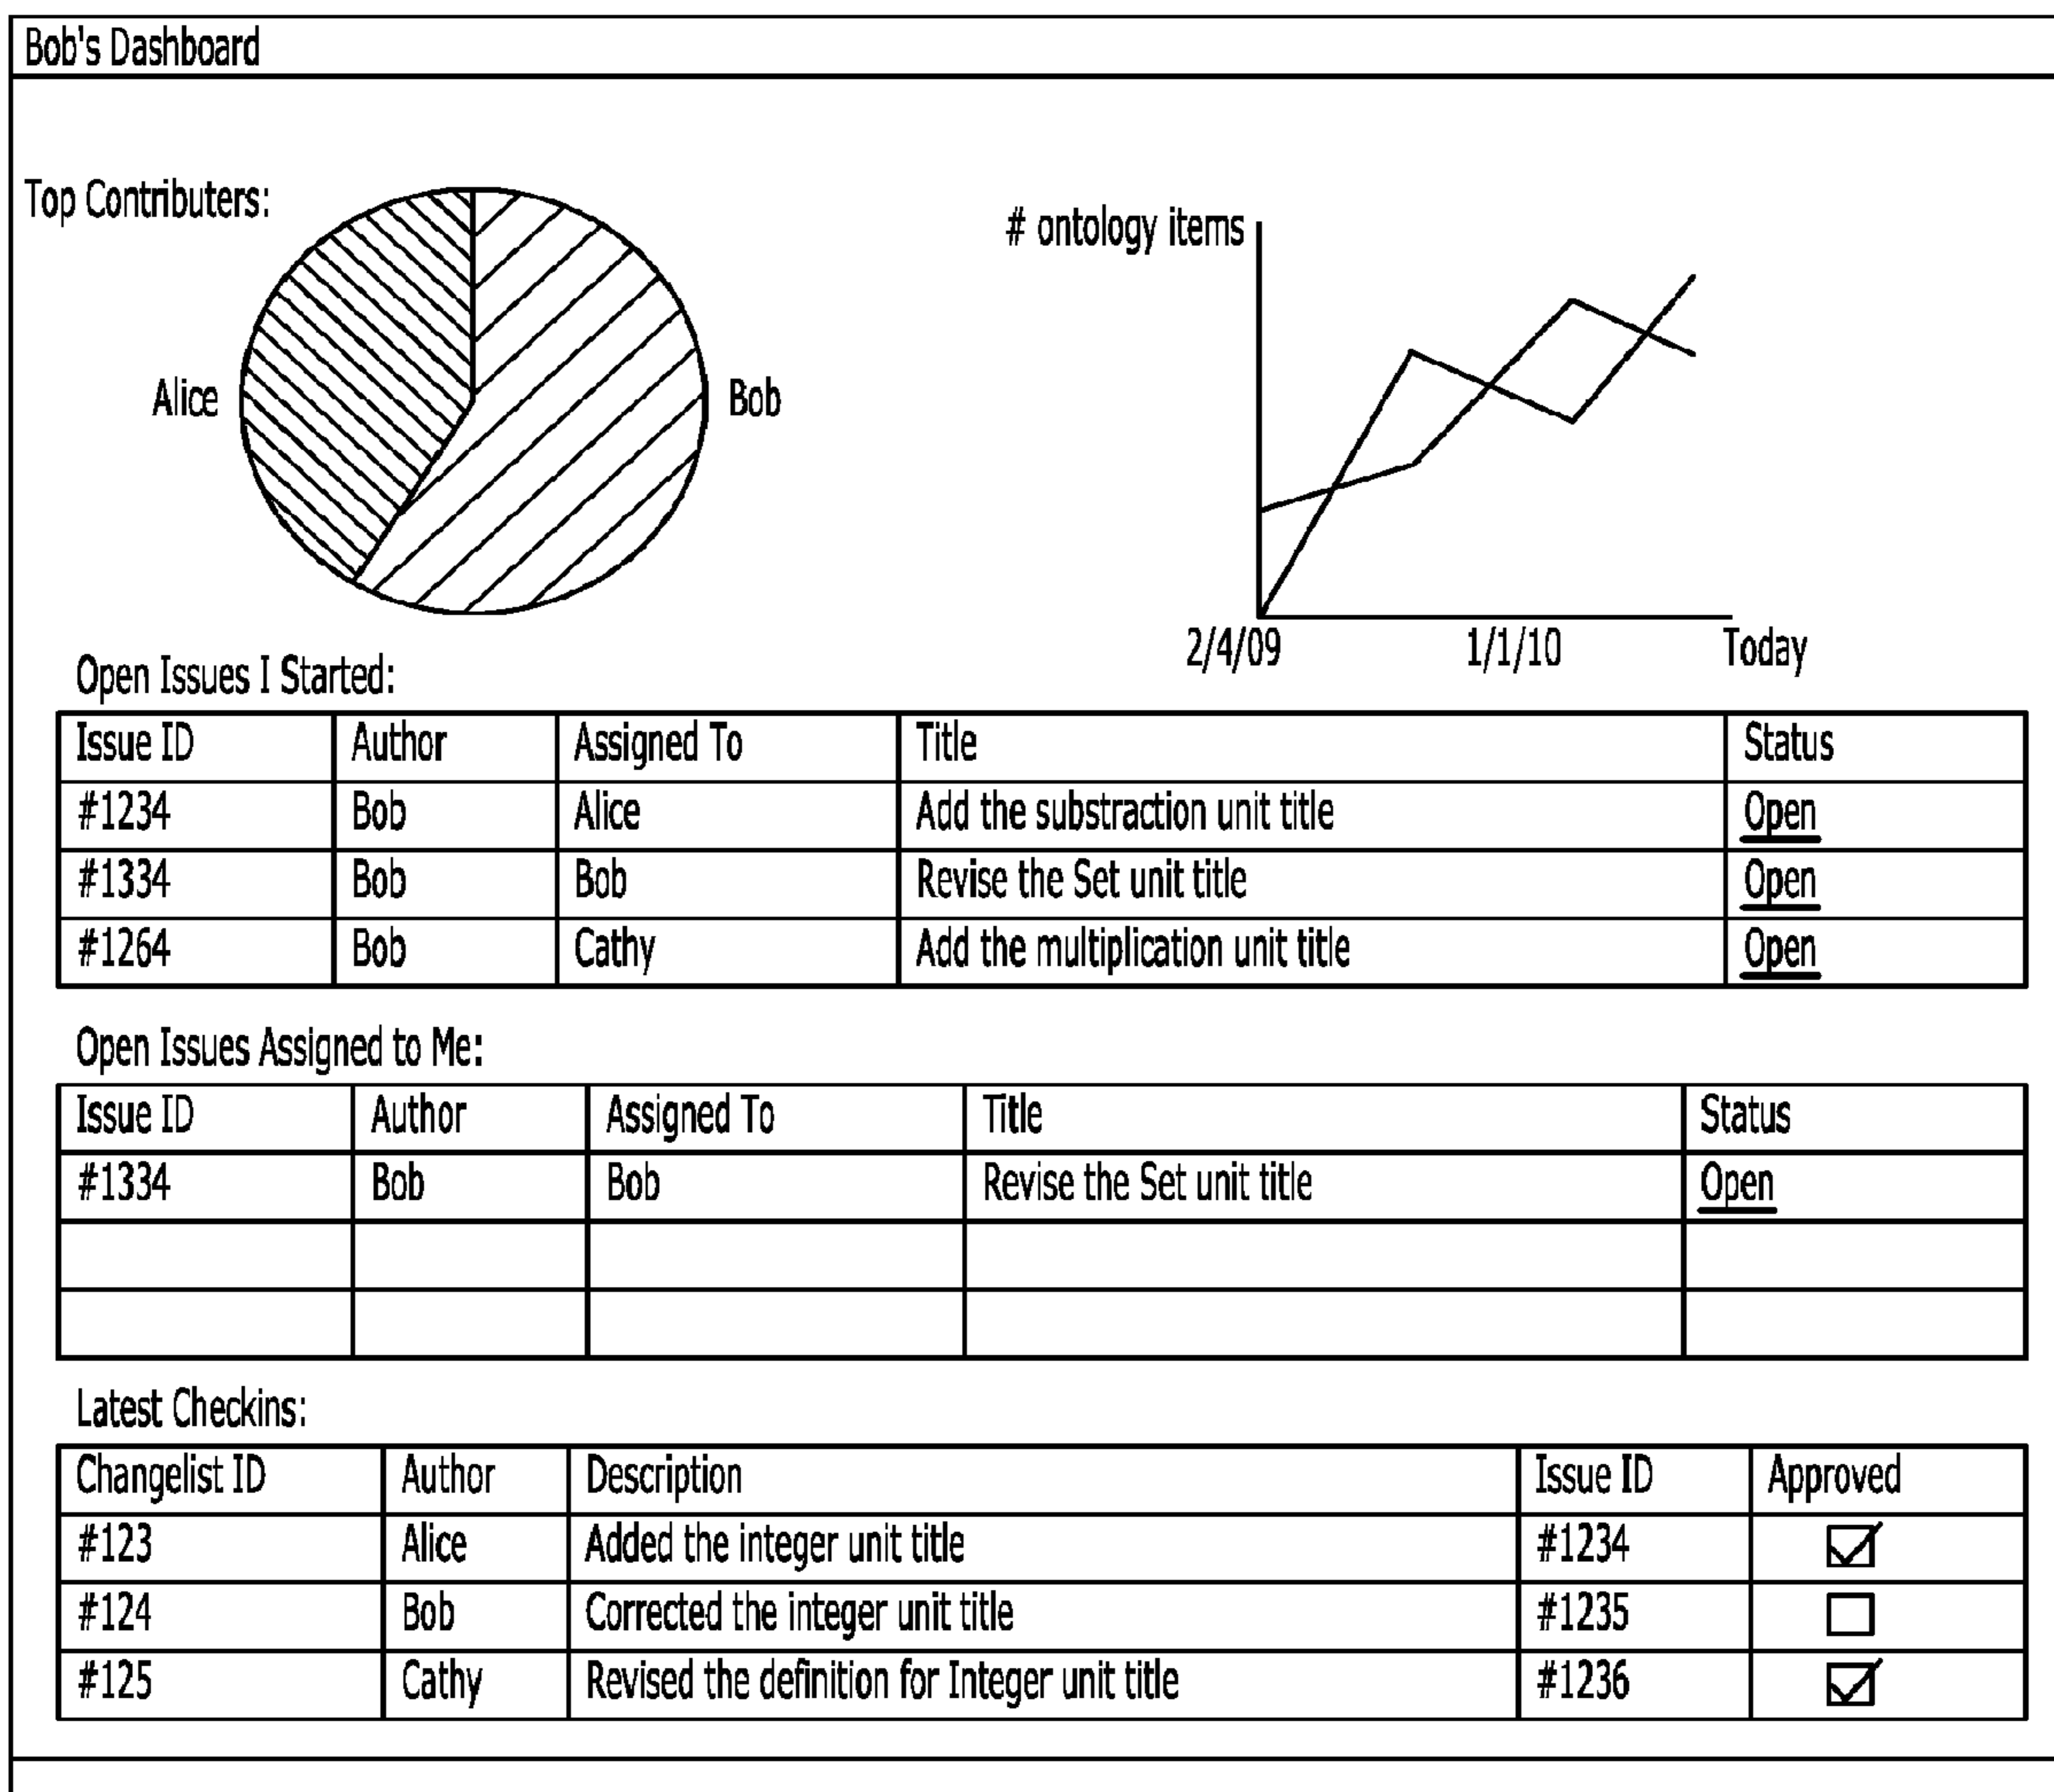 Bob's Dashboard
Top Contributers:
Alice
Bob
# ontology items
2/4/09 1/1/10 Today
Open Issues I Started:
Issue ID Author Assigned To Title Status
#1234 Bob Alice Add the substraction unit title Open
#1334 Bob Bob Revise the Set unit title Open
#1264 Bob Cathy Add the multiplication unit title Open
Open Issues Assigned to Me:
Issue ID Author Assigned To Title Status
#1334 Bob Bob Revise the Set unit title Open
Latest Checkins:
Changelist ID Author Description Issue ID Approved
#123 Alice Added the integer unit title #1234
#124 Bob Corrected the integer unit title #1235
#125 Cathy Revised the definition for Integer unit title #1236